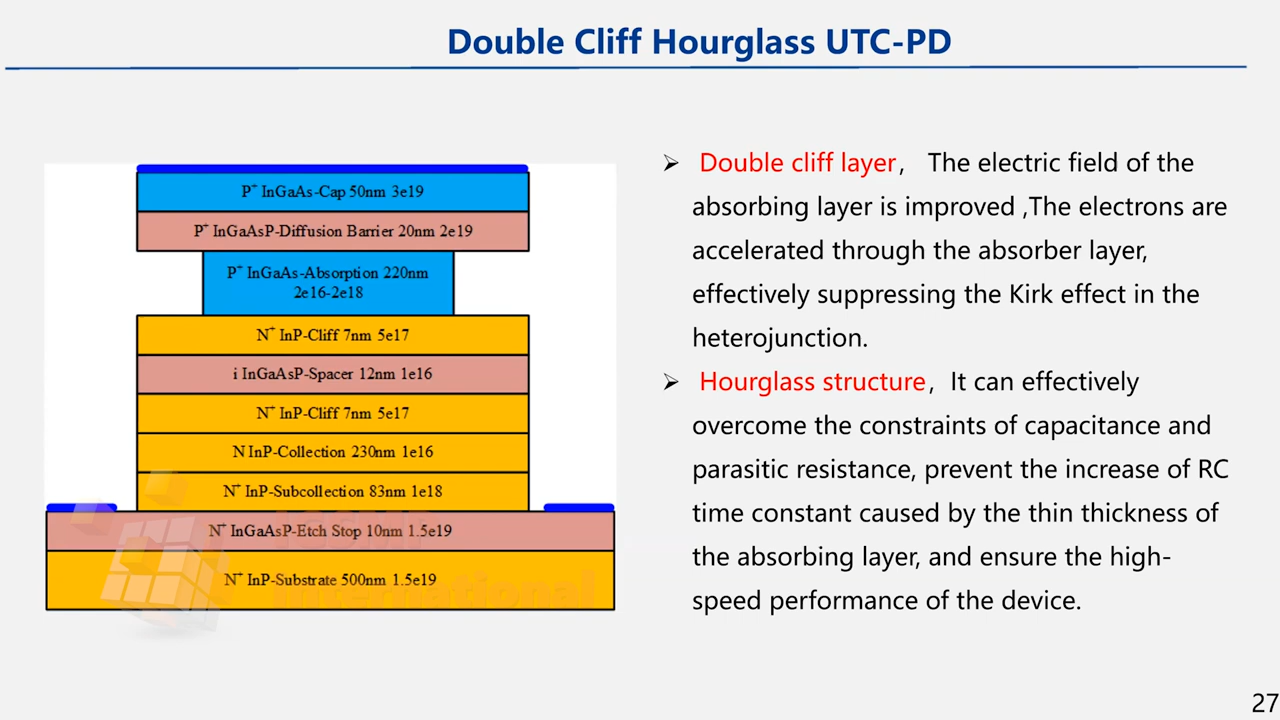 Double Cliff Hourglass UTC-PD
P+ InGaAs-Cap 50nm 3e19
P+ InGaAsP-Diffusion Barrier 20nm 2e19
P+ InGaAs-Absorption 220nm
2e16-2e18
N+ InP-Cliff 7nm 5e17
i InGaAsP-Spacer 12nm 1e16
N+ InP-Cliff 7nm 5e17
N InP-Collection 230nm 1e16
N+ InP-Subcollection 83nm 1e18
N+ InGaAsP-Etch Stop 10nm 1.5e19
N+ InP-Substrate 500nm 1.5e19
International
➢ Double cliff layer， The electric field of the
absorbing layer is improved ,The electrons are
accelerated through the absorber layer,
effectively suppressing the Kirk effect in the
heterojunction.
➢ Hourglass structure，It can effectively
overcome the constraints of capacitance and
parasitic resistance, prevent the increase of RC
time constant caused by the thin thickness of
the absorbing layer, and ensure the high-
speed performance of the device.
27